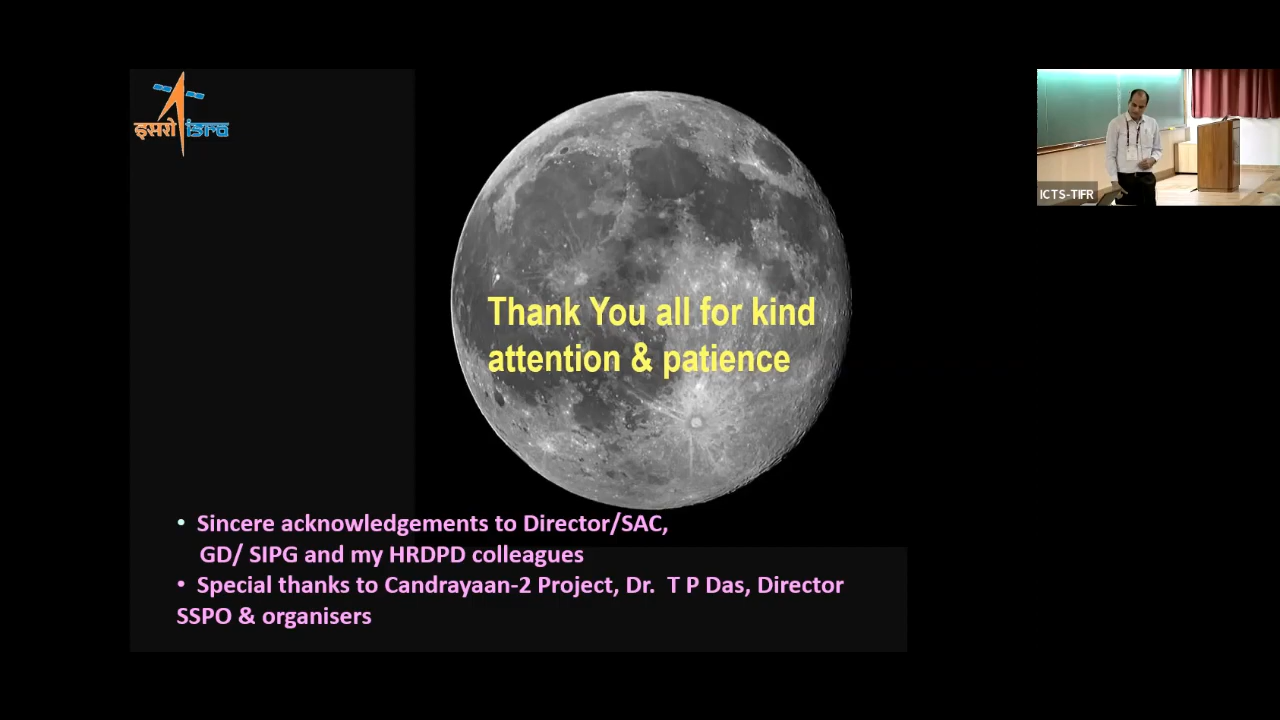 इसरो isro
ICTS-TIFR
Thank You all for kind
attention & patience
• Sincere acknowledgements to Director/SAC,
GD/ SIPG and my HRDPD colleagues
• Special thanks to Candrayaan-2 Project, Dr. T P Das, Director
SSPO & organisers